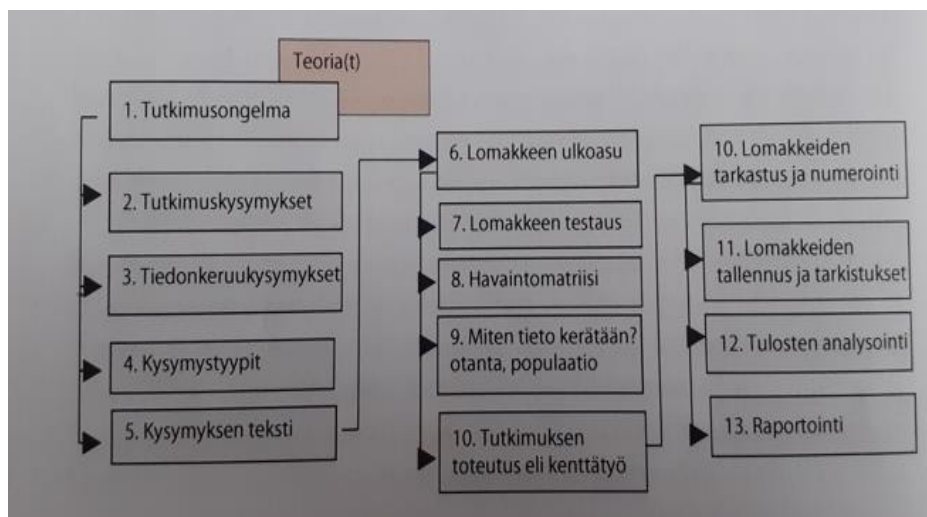 Teoria(t)
1. Tutkimusongelma
2. Tutkimuskysymykset
3. Tiedonkeruukysymykset
4. Kysymystyypit
5. Kysymyksen teksti
6. Lomakkeen ulkoasu
7. Lomakkeen testaus
8. Havaintomatriisi
9. Miten tieto kerätään?
otanta, populaatio
10. Tutkimuksen
toteutus eli kenttätyö
10. Lomakkeiden
tarkastus ja numerointi
11. Lomakkeiden
tallennus ja tarkistukset
12. Tulosten analysointi
13. Raportointi